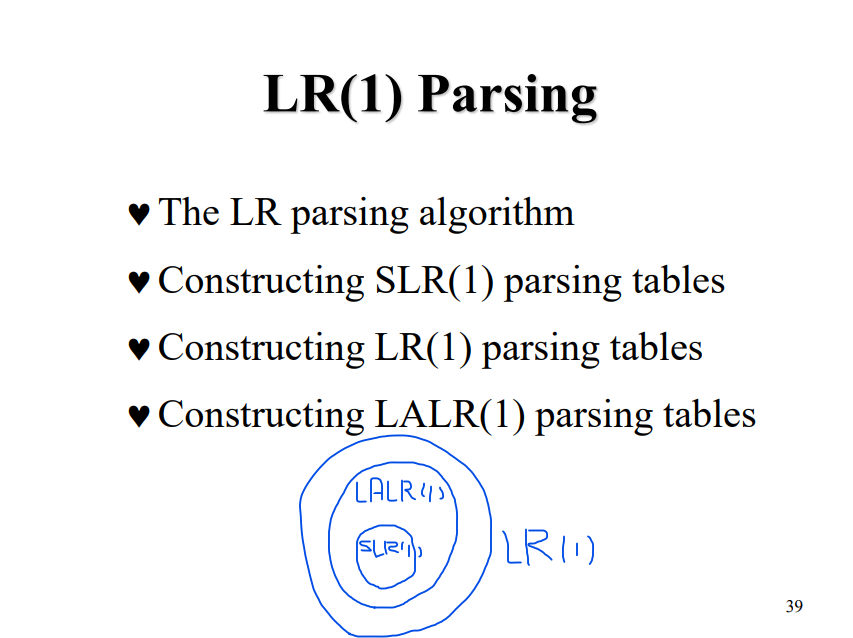 LR(1) Parsing
♥ The LR parsing algorithm
♥ Constructing SLR(1) parsing tables
♥ Constructing LR(1) parsing tables
♥ Constructing LALR(1) parsing tables
LALR(1)
SLR(1)
LR(1)
39